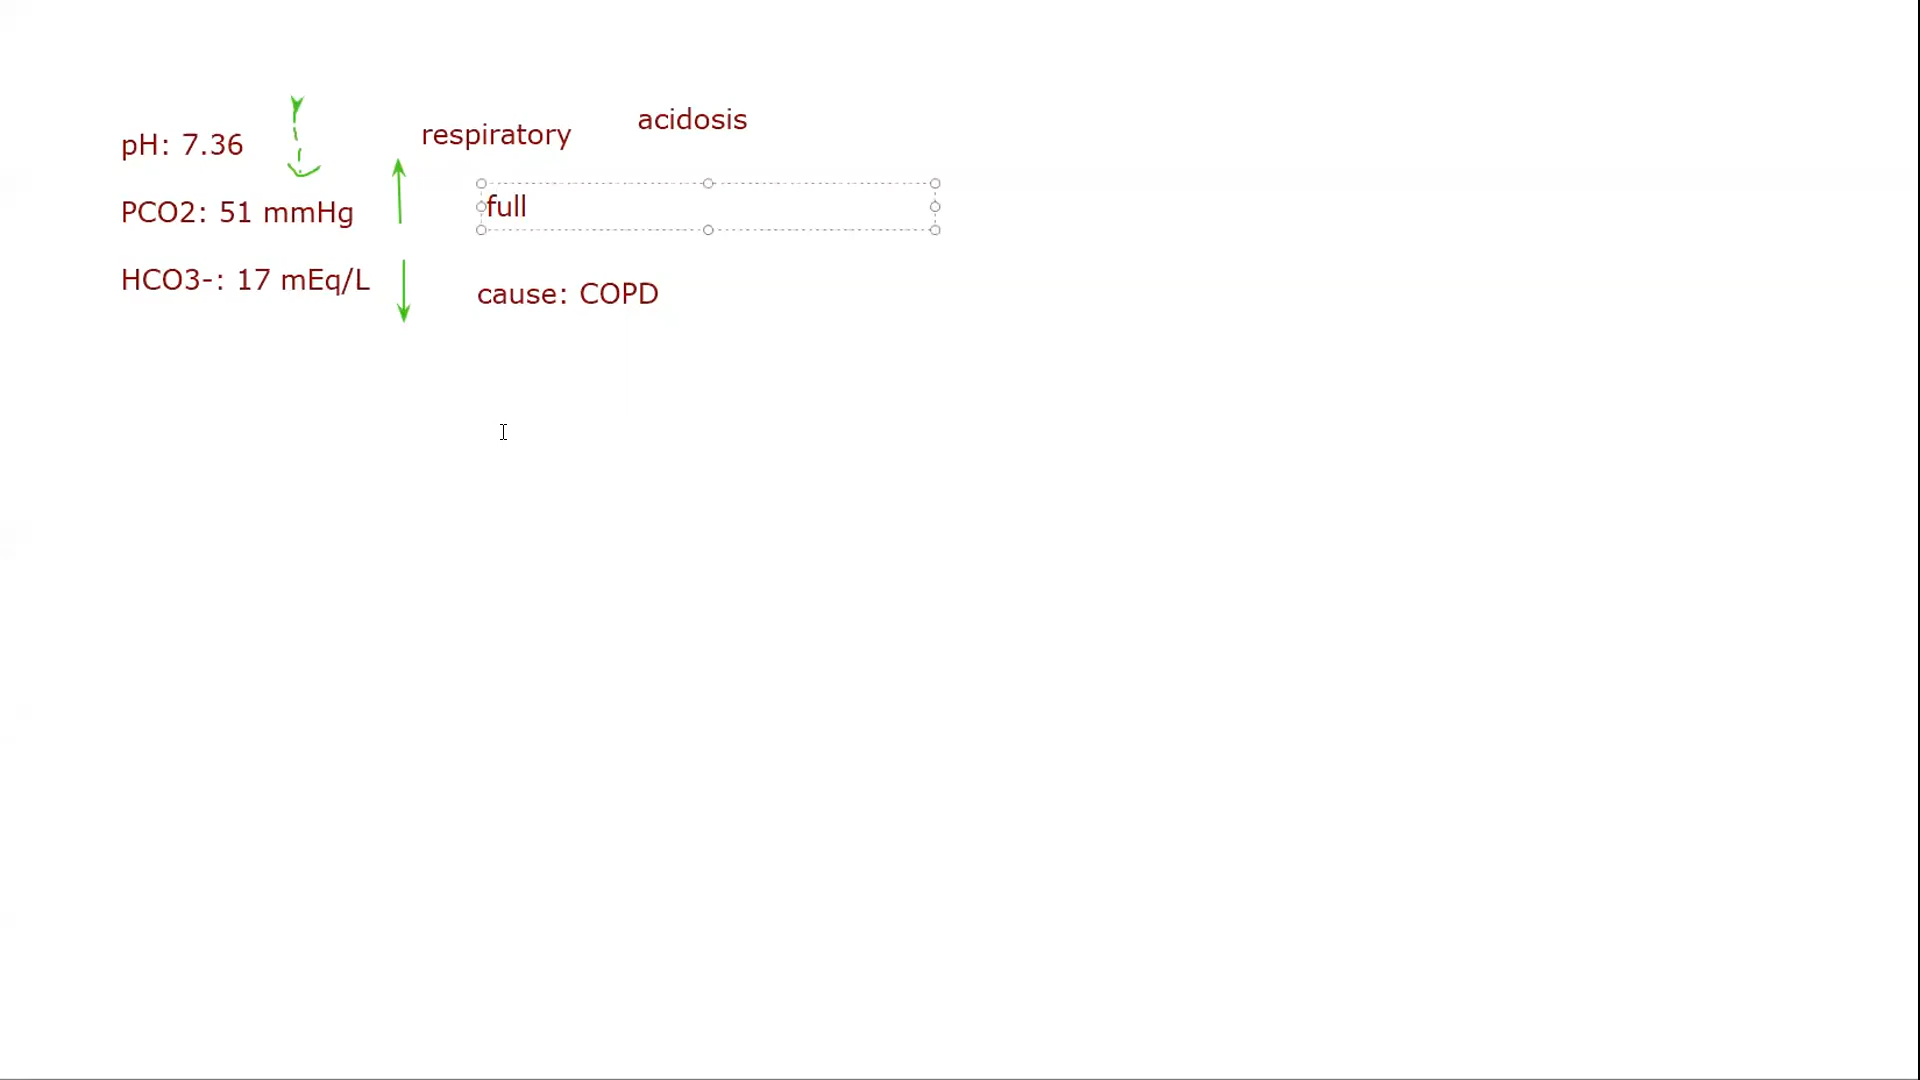 pH: 7.36
respiratory
acidosis
PCO2: 51 mmHg
full
HCO3-: 17 mEq/L
cause: COPD